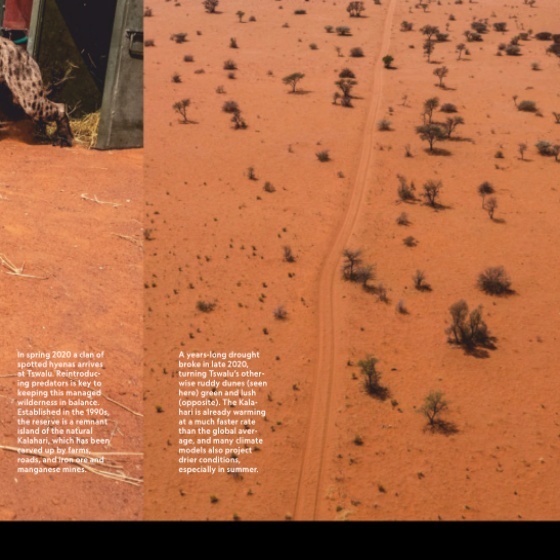 In spring 2020 a clan of
spotted hyenas arrives
at Tswalu. Reintroduc-
ing predators is key to
keeping this managed
wilderness in balance.
Established in the 1990s,
the reserve is a remnant
island of the natural
Kalahari, which has been
carved up by farms,
roads, and iron ore and
manganese mines.
A years-long drought
broke in late 2020,
turning Tswalu's other-
wise ruddy dunes (seen
here) green and lush
(opposite). The Kala-
hari is already warming
at a much faster rate
than the global aver-
age, and many climate
models also project
drier conditions,
especially in summer.